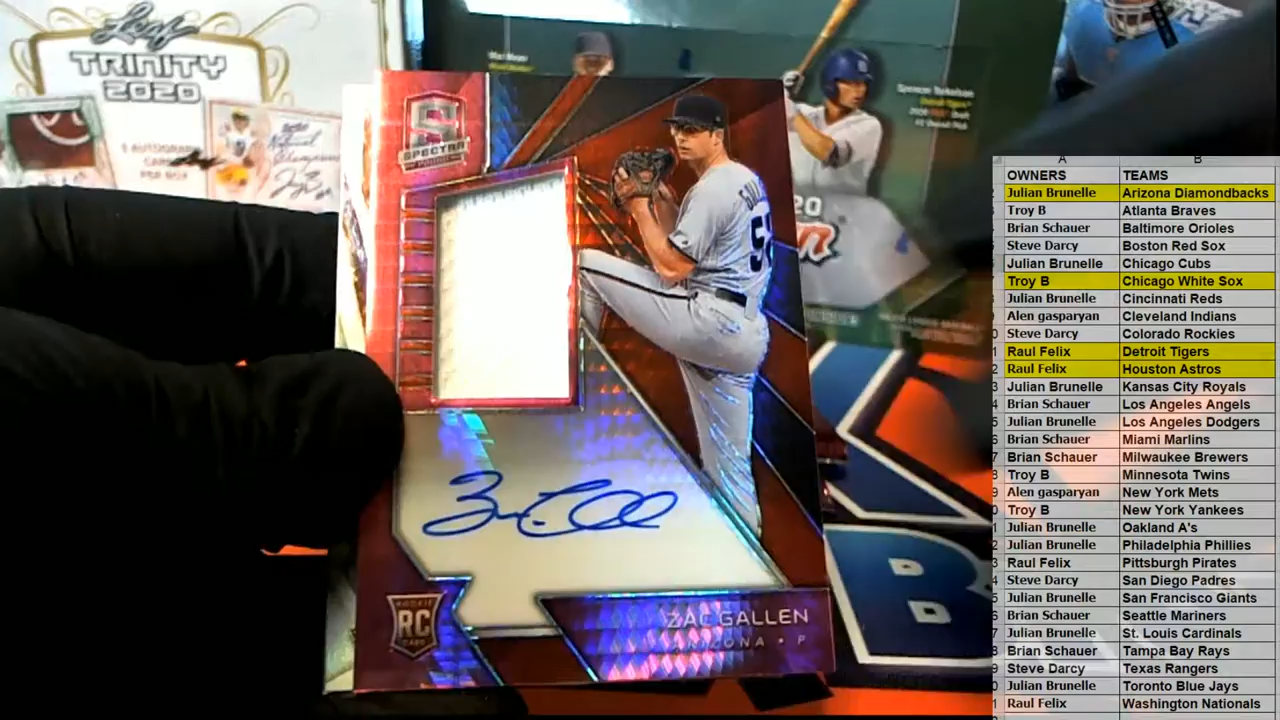 Leaf
TRINITY
2020
Spencer Torkelson
Detroit Tigers
SPECTRA
ZAC GALLEN
ARIZONA • P
ROOKIE
RC
CARD
B
A B
OWNERS TEAMS
Julian Brunelle Arizona Diamondbacks
Troy B Atlanta Braves
Brian Schauer Baltimore Orioles
Steve Darcy Boston Red Sox
Julian Brunelle Chicago Cubs
Troy B Chicago White Sox
Julian Brunelle Cincinnati Reds
Alen gasparyan Cleveland Indians
Steve Darcy Colorado Rockies
Raul Felix Detroit Tigers
Raul Felix Houston Astros
Julian Brunelle Kansas City Royals
Brian Schauer Los Angeles Angels
Julian Brunelle Los Angeles Dodgers
Brian Schauer Miami Marlins
Brian Schauer Milwaukee Brewers
Troy B Minnesota Twins
Alen gasparyan New York Mets
Troy B New York Yankees
Julian Brunelle Oakland A's
Julian Brunelle Philadelphia Phillies
Raul Felix Pittsburgh Pirates
Steve Darcy San Diego Padres
Julian Brunelle San Francisco Giants
Brian Schauer Seattle Mariners
Julian Brunelle St. Louis Cardinals
Brian Schauer Tampa Bay Rays
Steve Darcy Texas Rangers
Julian Brunelle Toronto Blue Jays
Raul Felix Washington Nationals